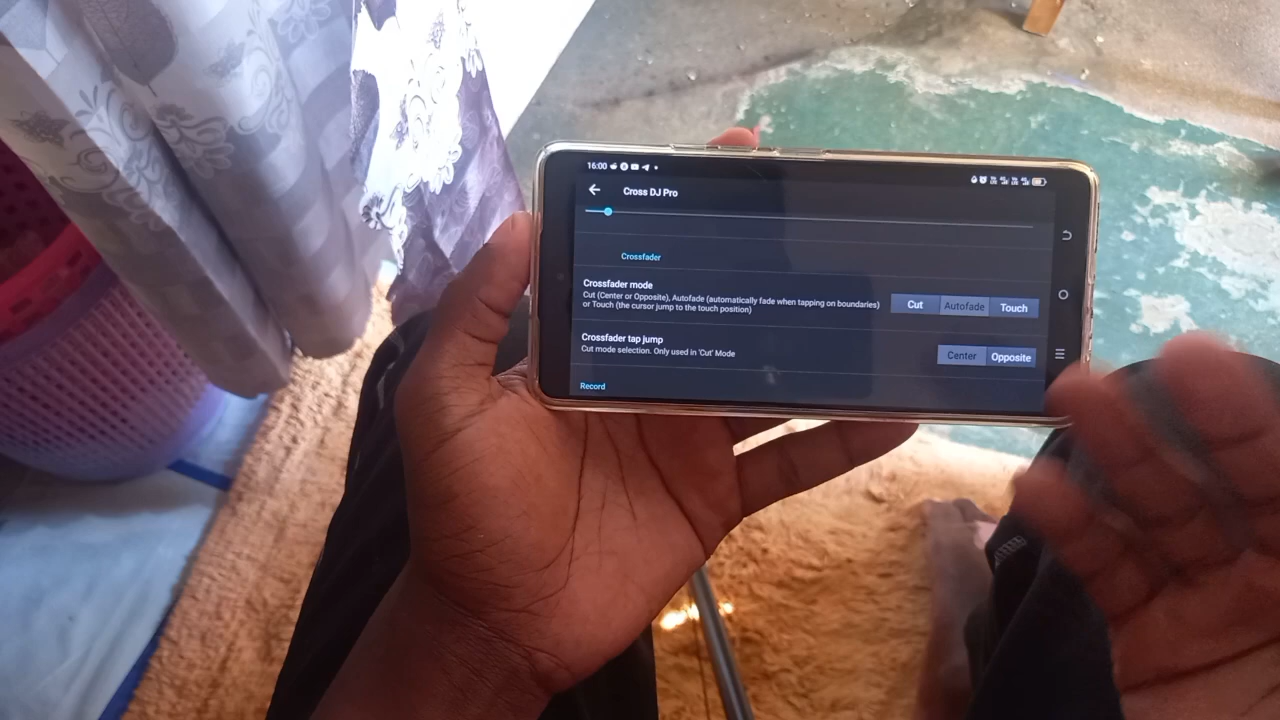 16:00
Cross DJ Pro
Crossfader
Crossfader mode
Cut (Center or Opposite), Autofade (automatically fade when tapping on boundaries)
or Touch (the cursor jump to the touch position)
Cut Autofade Touch
Crossfader tap jump
Cut mode selection. Only used in 'Cut' Mode
Center Opposite
Record